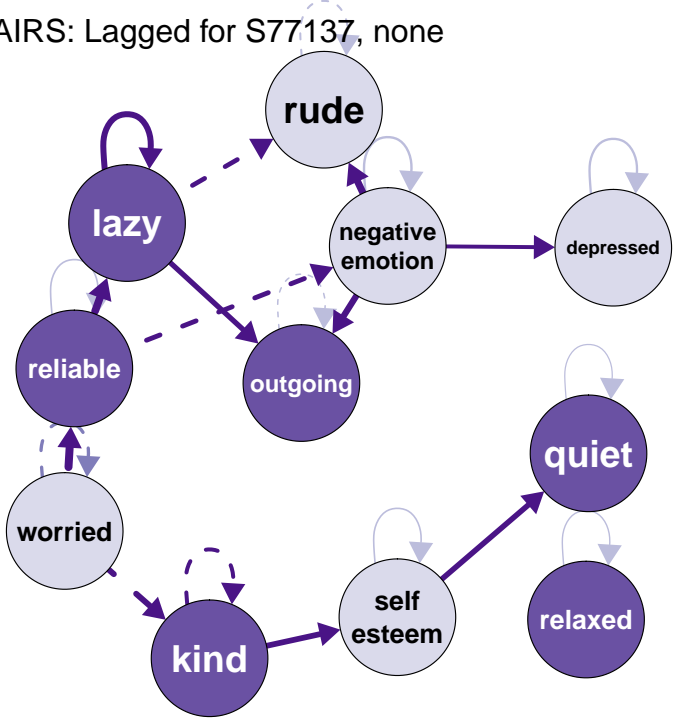 AIRS: Lagged for S77137, none
rude
lazy
negative
emotion
depressed
reliable
outgoing
quiet
worried
self
esteem
relaxed
kind